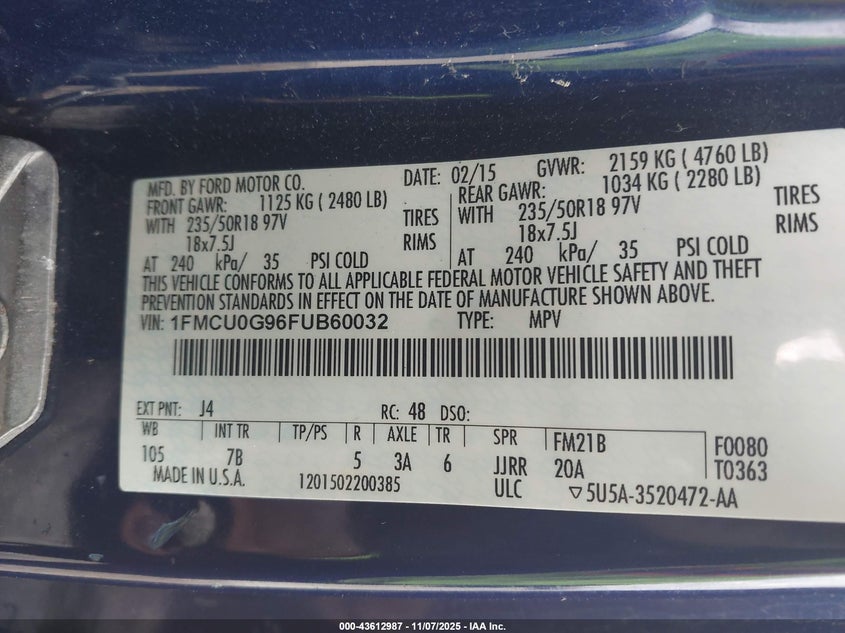 MFD. BY FORD MOTOR CO. DATE: 02/15 GVWR: 2159 KG ( 4760 LB)
FRONT GAWR: 1125 KG ( 2480 LB) REAR GAWR: 1034 KG ( 2280 LB)
WITH 235/50R18 97V TIRES WITH 235/50R18 97V TIRES
18x7.5J RIMS 18x7.5J RIMS
AT 240 kPa/ 35 PSI COLD AT 240 kPa/ 35 PSI COLD
THIS VEHICLE CONFORMS TO ALL APPLICABLE FEDERAL MOTOR VEHICLE SAFETY AND THEFT
PREVENTION STANDARDS IN EFFECT ON THE DATE OF MANUFACTURE SHOWN ABOVE.
VIN: 1FMCU0G96FUB60032 TYPE: MPV
EXT PNT: J4 RC: 48 DSO:
WB INT TR TP/PS R AXLE TR SPR FM21B F0080
105 7B 5 3A 6 JJRR 20A T0363
MADE IN U.S.A. 1201502200385 ULC ▽5U5A-3520472-AA
000-43612987 - 11/07/2025 - IAA Inc.